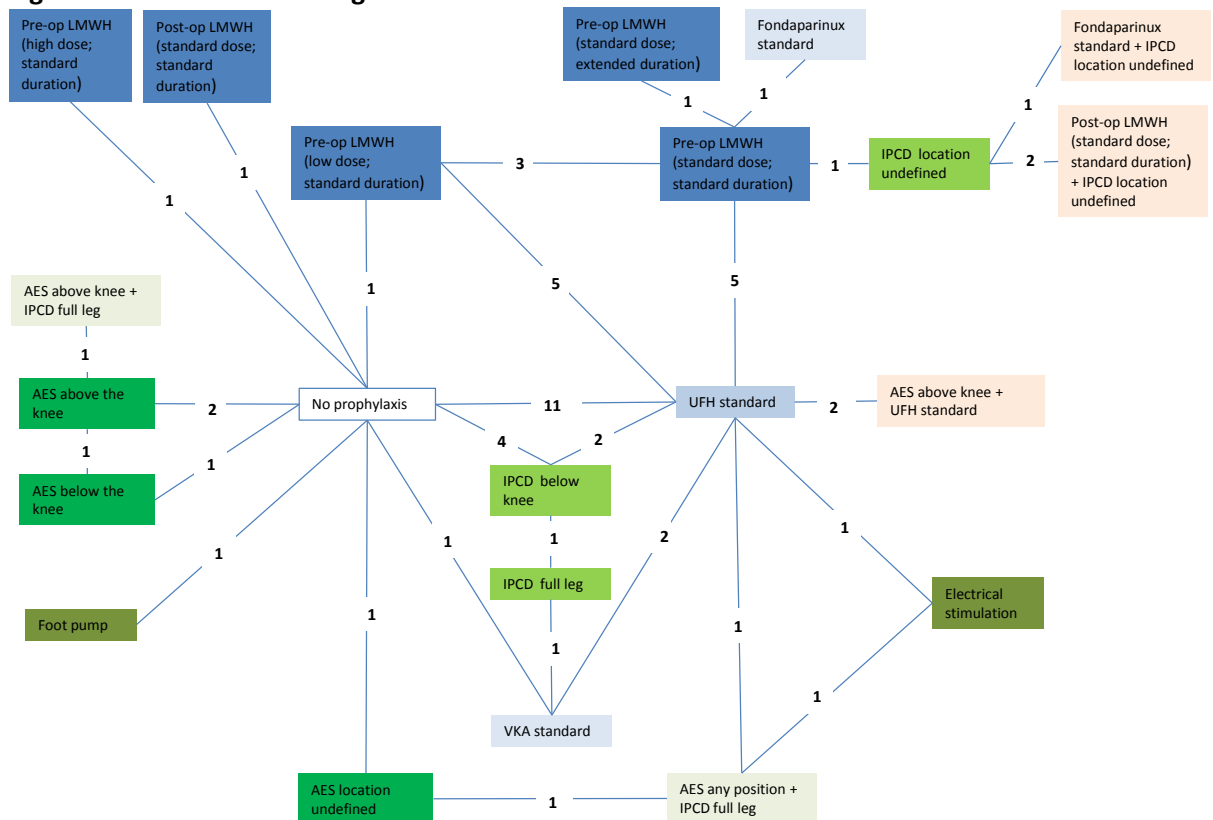 Pre-op LMWH
(high dose;
standard
duration)
Post-op LMWH
(standard dose;
standard
duration)
Pre-op LMWH
(standard dose;
extended duration)
Fondaparinux
standard
Fondaparinux
standard + IPCD
location undefined
1
1
1
Pre-op LMWH
(low dose;
standard duration)
3
Pre-op LMWH
(standard dose;
standard duration)
1
IPCD location
undefined
2
Post-op LMWH
(standard dose;
standard duration)
+ IPCD location
undefined
1
1
AES above knee +
IPCD full leg
1
5
5
1
AES above the
knee
2
No prophylaxis
11
UFH standard
2
AES above knee +
UFH standard
1
4
2
AES below the
knee
1
IPCD below
knee
1
1
1
2
1
IPCD full leg
Foot pump
1
1
1
Electrical
stimulation
1
VKA standard
AES location
undefined
1
AES any position +
IPCD full leg